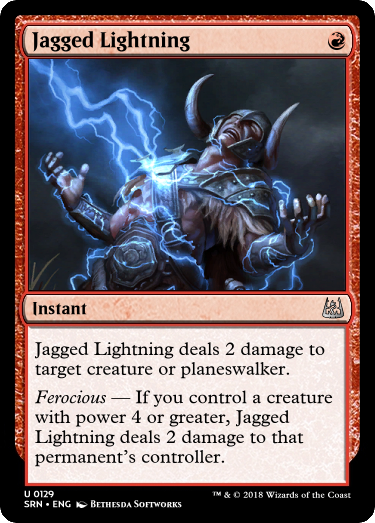 Jagged Lightning
Instant
Jagged Lightning deals 2 damage to
target creature or planeswalker.
Ferocious — If you control a creature
with power 4 or greater, Jagged
Lightning deals 2 damage to that
permanent's controller.
U 0129
SRN • ENG Bethesda Softworks
™ & © 2018 Wizards of the Coast